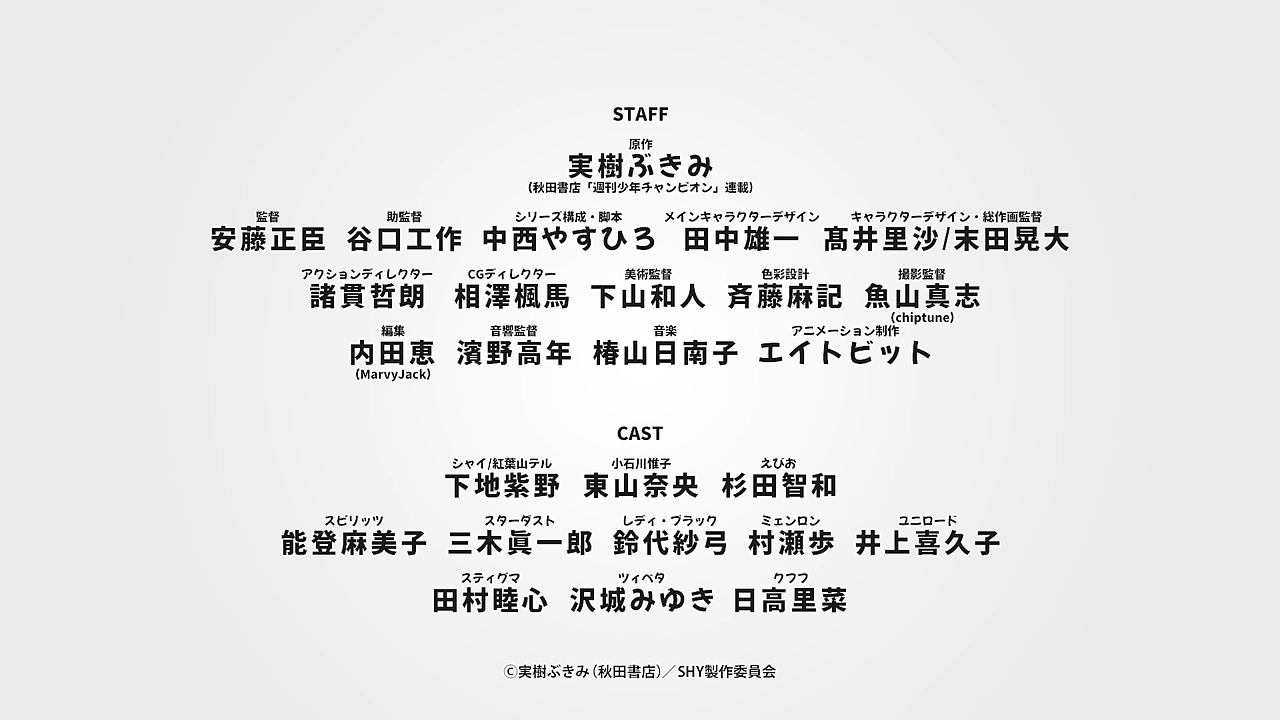 STAFF
原作
実樹ぶきみ
(秋田書店「週刊少年チャンピオン」連載)
監督 助監督 シリーズ構成・脚本 メインキャラクターデザイン キャラクターデザイン・総作画監督
安藤正臣 谷口工作 中西やすひろ 田中雄一 髙井里沙/末田晃大
アクションディレクター CGディレクター 美術監督 色彩設計 撮影監督
諸貫哲朗 相澤楓馬 下山和人 斉藤麻記 魚山真志
(chiptune)
編集 音響監督 音楽 アニメーション制作
内田恵 濱野高年 椿山日南子 エイトビット
(MarvyJack)
CAST
シャイ/紅葉山テル 小石川惟子 えびお
下地紫野 東山奈央 杉田智和
スピリッツ スターダスト レディ・ブラック ミェンロン ユニロード
能登麻美子 三木眞一郎 鈴代紗弓 村瀬歩 井上喜久子
スティグマ ツィベタ クフフ
田村睦心 沢城みゆき 日高里菜
©実樹ぶきみ(秋田書店)／SHY製作委員会